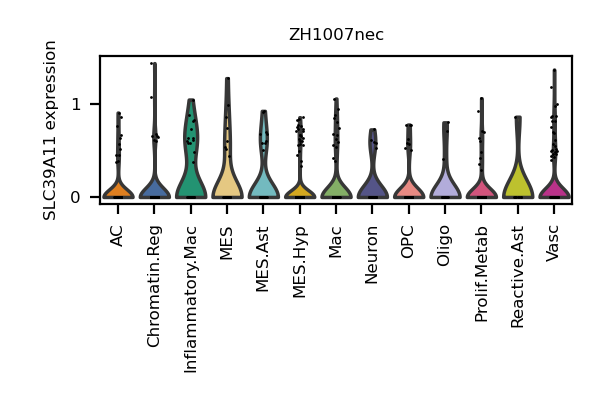 ZH1007nec
SLC39A11 expression
1
0
AC
Chromatin.Reg
Inflammatory.Mac
MES
MES.Ast
MES.Hyp
Mac
Neuron
OPC
Oligo
Prolif.Metab
Reactive.Ast
Vasc